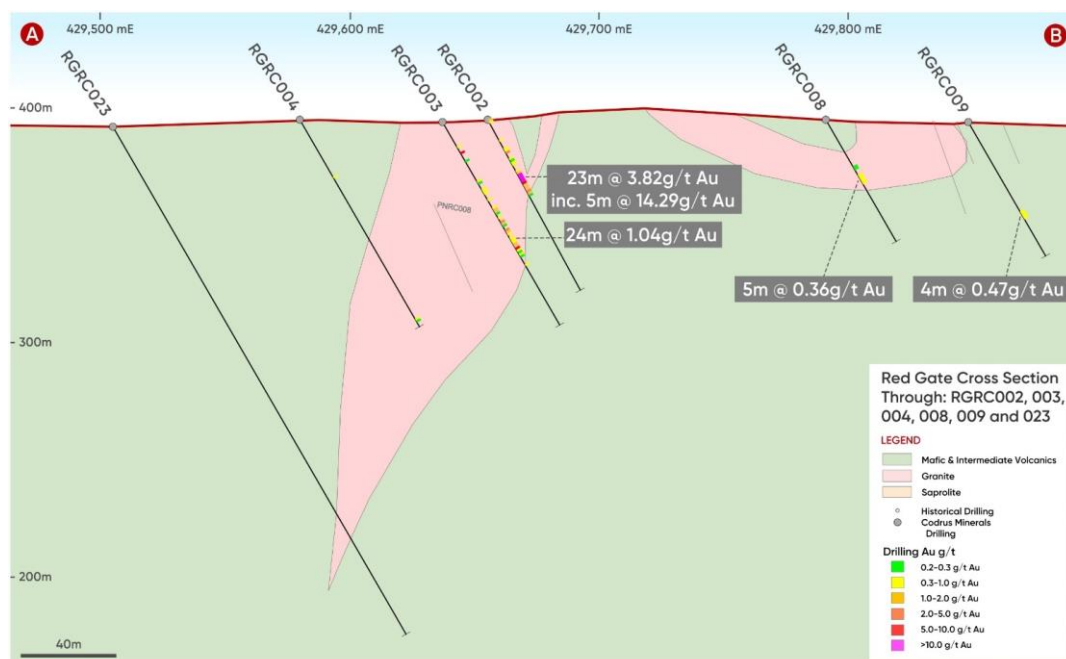 A
429,500 mE
429,600 mE
429,700 mE
429,800 mE
B
RGRC023
RGRC004
RGRC003
RGRC002
RGRC008
RGRC009
400m
300m
200m
PNRC008
23m @ 3.82g/t Au
inc. 5m @ 14.29g/t Au
24m @ 1.04g/t Au
5m @ 0.36g/t Au
4m @ 0.47g/t Au
40m
Red Gate Cross Section
Through: RGRC002, 003,
004, 008, 009 and 023
LEGEND
Mafic & Intermediate Volcanics
Granite
Saprolite
Historical Drilling
Codrus Minerals
Drilling
Drilling Au g/t
0.2-0.3 g/t Au
0.3-1.0 g/t Au
1.0-2.0 g/t Au
2.0-5.0 g/t Au
5.0-10.0 g/t Au
>10.0 g/t Au